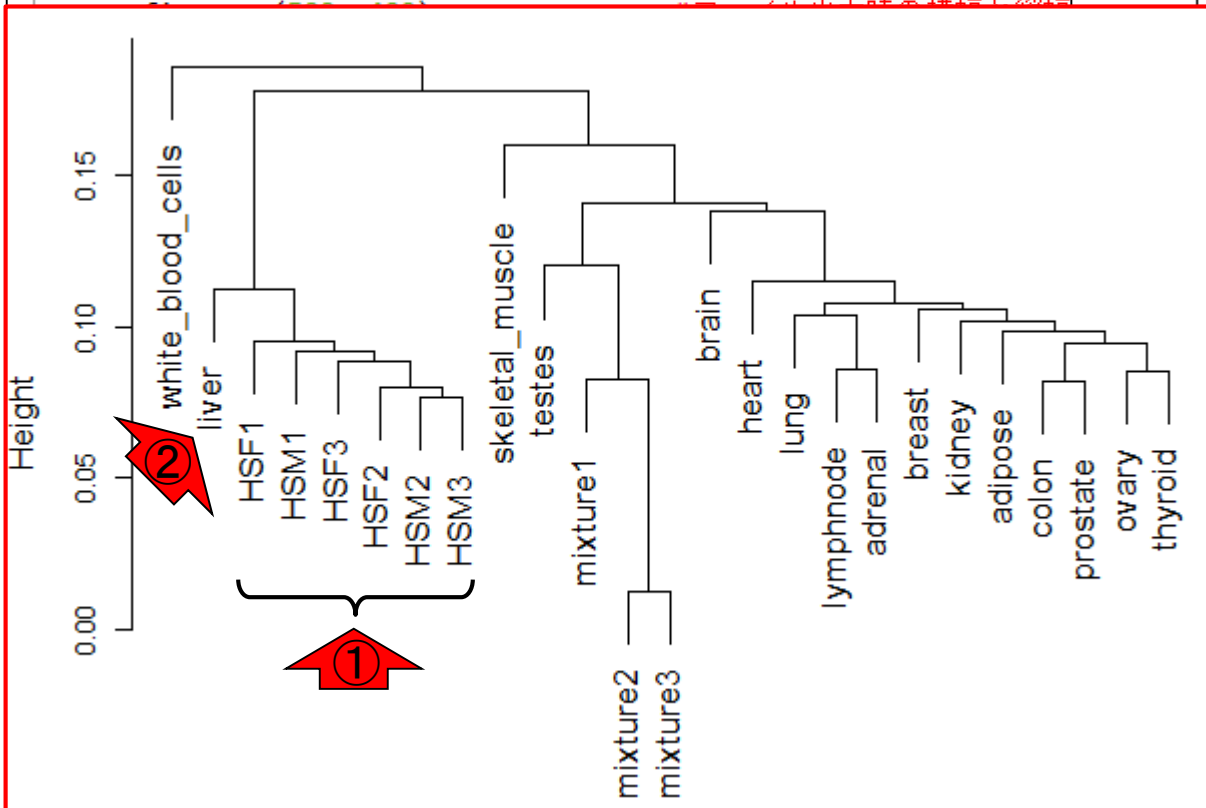 Height
0.15
0.10
0.05
0.00
white_blood_cells
liver
HSF1
HSM1
HSF3
HSF2
HSM2
HSM3
skeletal_muscle
testes
mixture1
mixture2
mixture3
brain
heart
lung
lymphnode
adrenal
breast
kidney
adipose
colon
prostate
ovary
thyroid
②
①